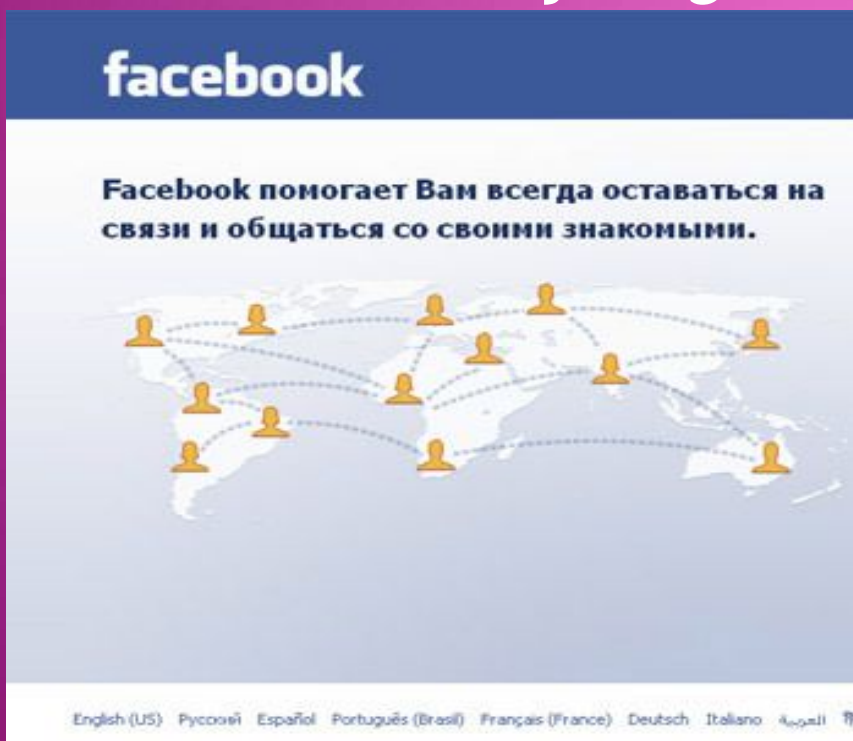 facebook
Facebook помогает Вам всегда оставаться на
связи и общаться со своими знакомыми.
English (US) Русский Español Português (Brasil) Français (France) Deutsch Italiano العربية